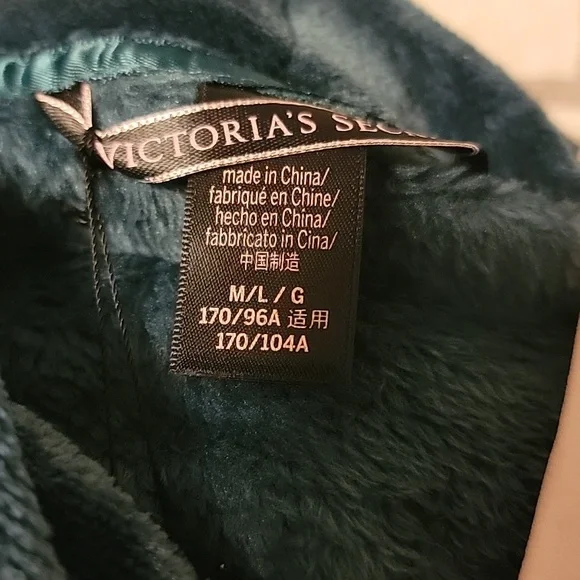 VICTORIA'S
made in China/
fabriqué en Chine/
hecho en China/
fabbricato in Cina/
中国制造
M/L / G
170/96A 适用
170/104A